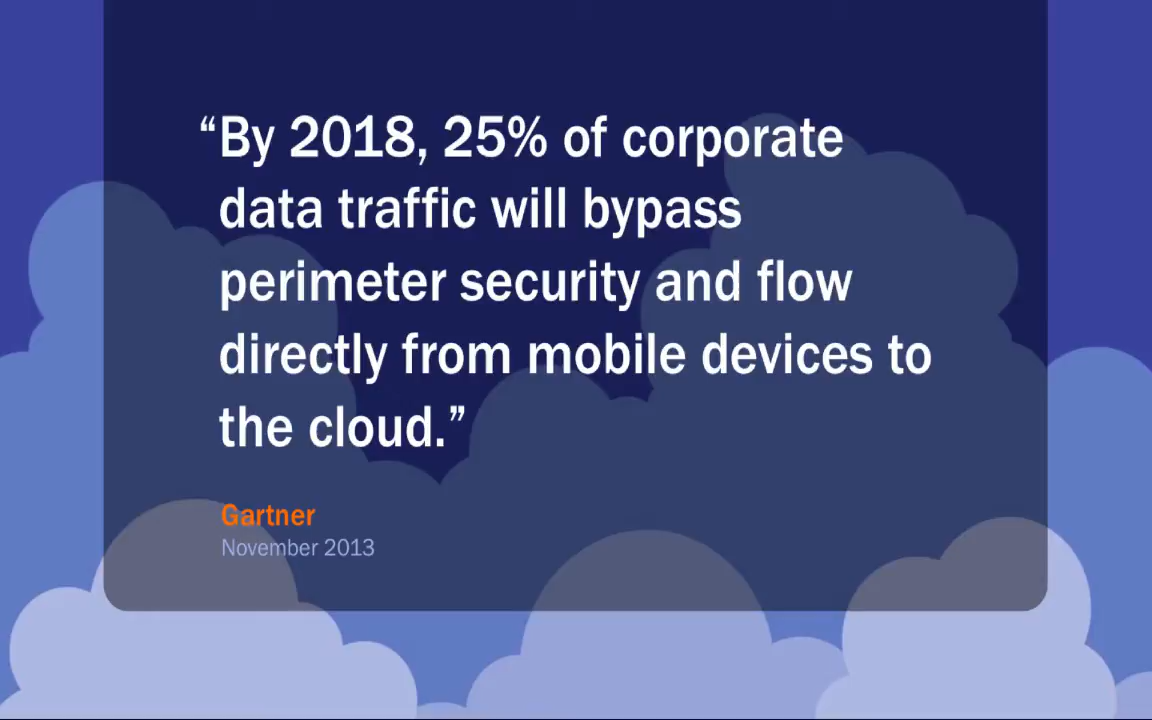 “By 2018, 25% of corporate
data traffic will bypass
perimeter security and flow
directly from mobile devices to
the cloud.”
Gartner
November 2013